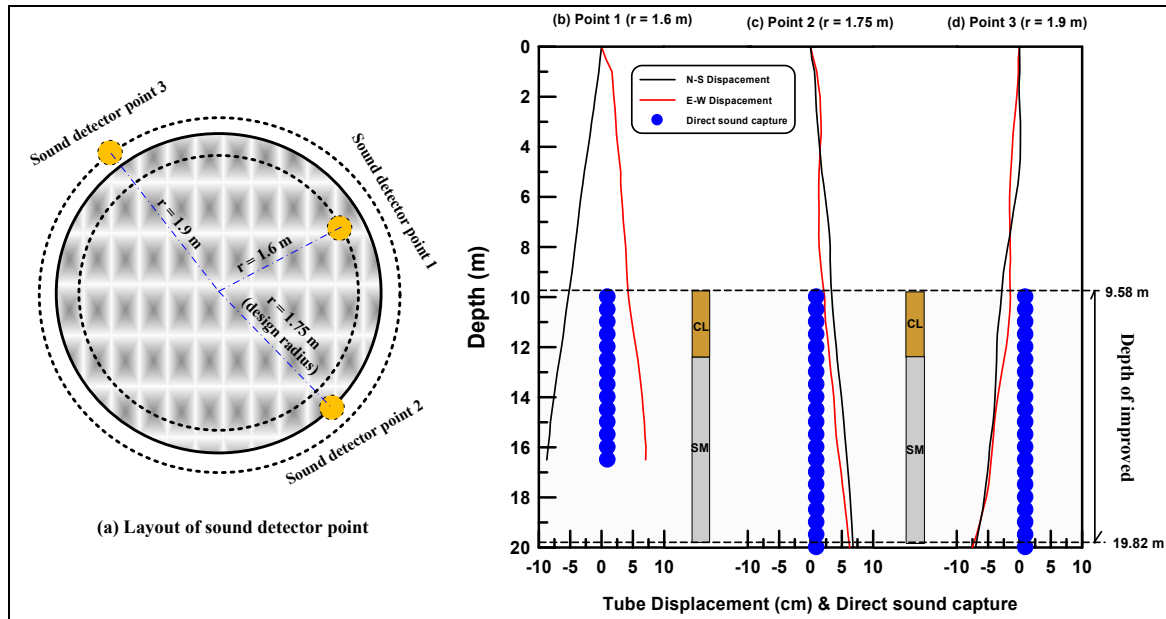 (b) Point 1 (r = 1.6 m)
(c) Point 2 (r = 1.75 m)
(d) Point 3 (r = 1.9 m)
Sound detector point 3
Sound detector point 1
Sound detector point 2
r = 1.9 m
r = 1.6 m
r = 1.75 m
(design radius)
(a) Layout of sound detector point
N-S Dispacement
E-W Dispacement
Direct sound capture
Depth (m)
0
2
4
6
8
10
12
14
16
18
20
CL
SM
CL
SM
9.58 m
Depth of improved
19.82 m
-10 -5 0 5 10
-10 -5 0 5 10
-10 -5 0 5 10
Tube Displacement (cm) & Direct sound capture